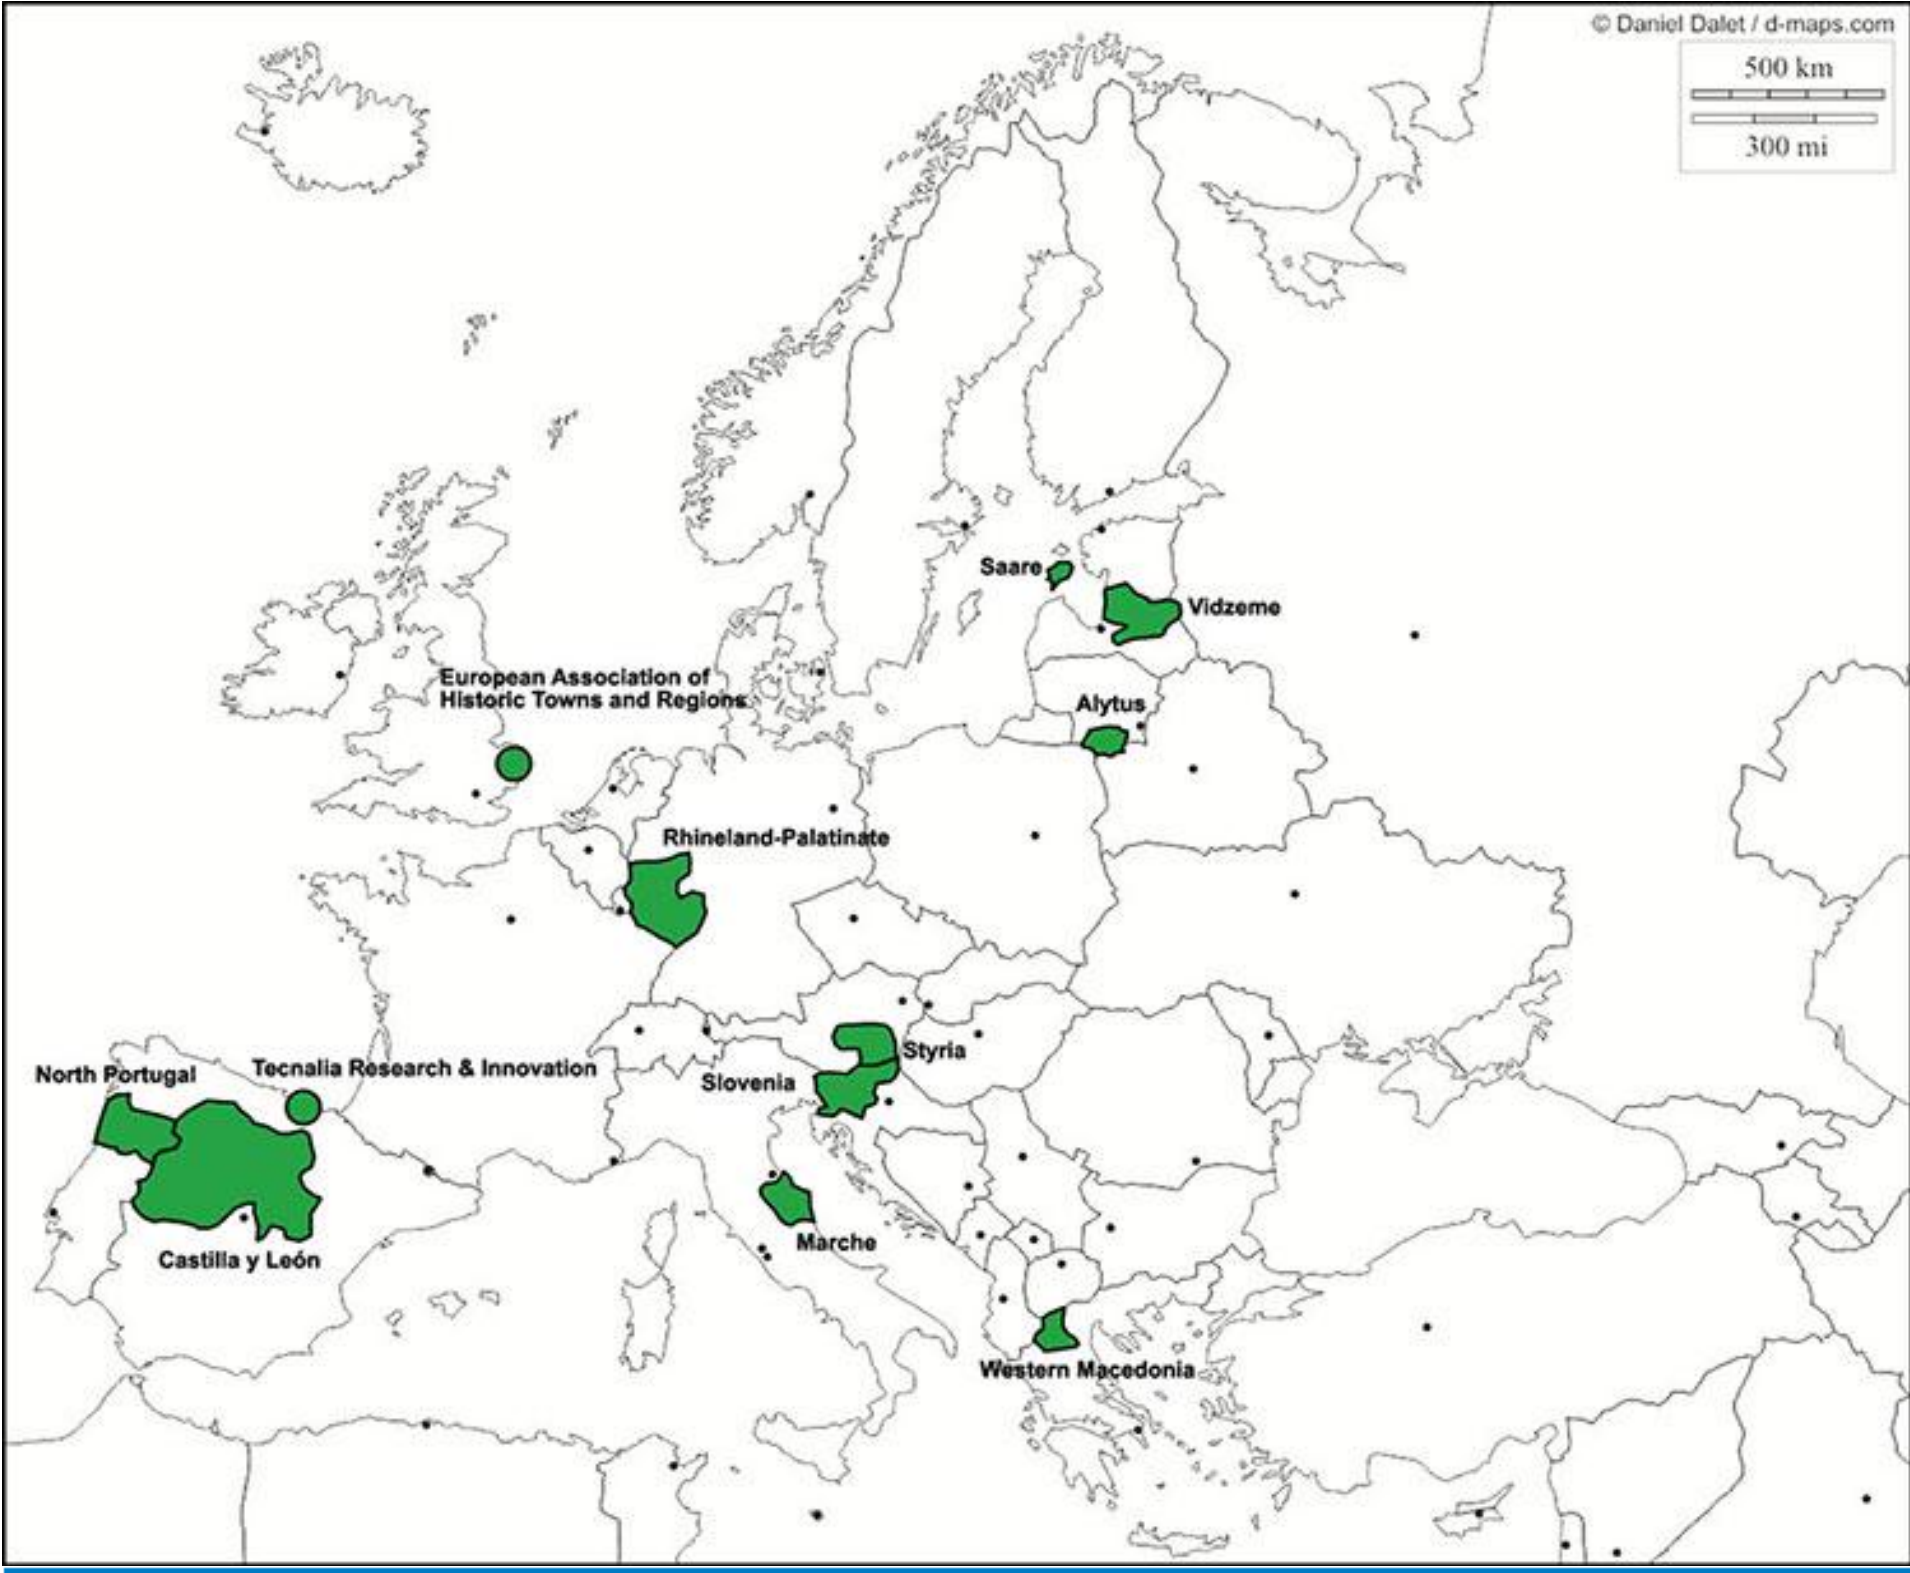 © Daniel Dalet / d-maps.com
500 km
300 mi
Saare
Vidzeme
European Association of
Historic Towns and Regions
Alytus
Rhineland-Palatinate
Styria
Tecnalia Research & Innovation
North Portugal
Slovenia
Marche
Castilla y León
Western Macedonia